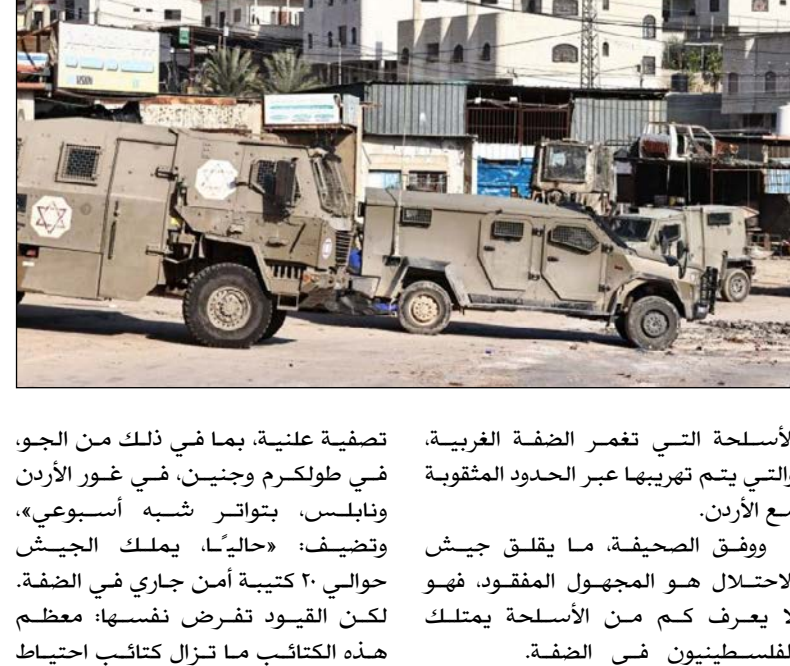 لأسلحة التي تغمر الضفة الغربية،
والتي يتم تهريبها عبر الحدود المثقوبة
مع الأردن.
ووفق الصحيفة، ما يقلق جيش
لاحتلال هو المجهول المفقود، فهو
لا يعرف كم من الأسلحة يمتلك
لفلسطينيون في الضفة.
تصفية علنية، بما في ذلك من الجو،
في طولكرم وجنين، في غور الأردن
ونابلس، بتواتر شبه أسبوعي»،
وتضيف: «حاليًا، يملك الجيش
حوالي ٢٠ كتيبة أمن جاري في الضفة.
لكن القيود تفرض نفسها: معظم
هذه الكتائب ما تزال كتائب احتياط